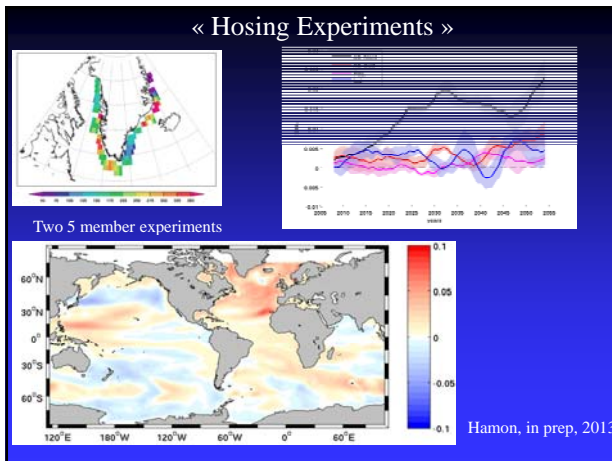 « Hosing Experiments »
Two 5 member experiments
0.005
0
-0.005
-0.01
2005 2010 2015 2020 2025 2030 2035 2040 2045 2050 2055 2060
years
60°N
30°N
0°
30°S
60°S
120°E 180°W 120°W 60°W 0° 60°E
0.1
0.05
0
-0.05
-0.1
Hamon, in prep, 2013